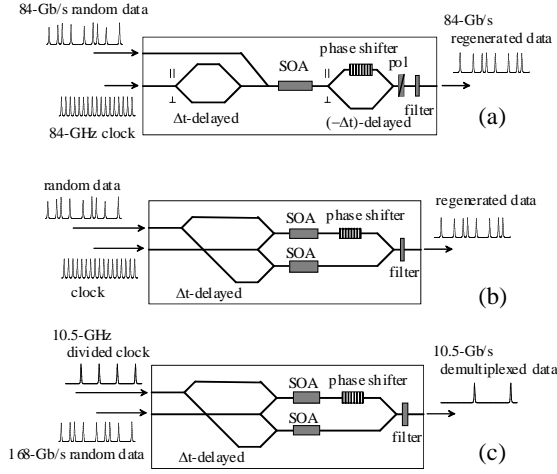 84-Gb/s random data
84-GHz clock
|| ⊥
Δt-delayed
SOA
|| ⊥
phase shifter
pol
(−Δt)-delayed
filter
84-Gb/s
regenerated data
(a)
random data
clock
Δt-delayed
SOA
SOA
phase shifter
filter
regenerated data
(b)
10.5-GHz
divided clock
168-Gb/s random data
Δt-delayed
SOA
SOA
phase shifter
filter
10.5-Gb/s
demultiplexed data
(c)